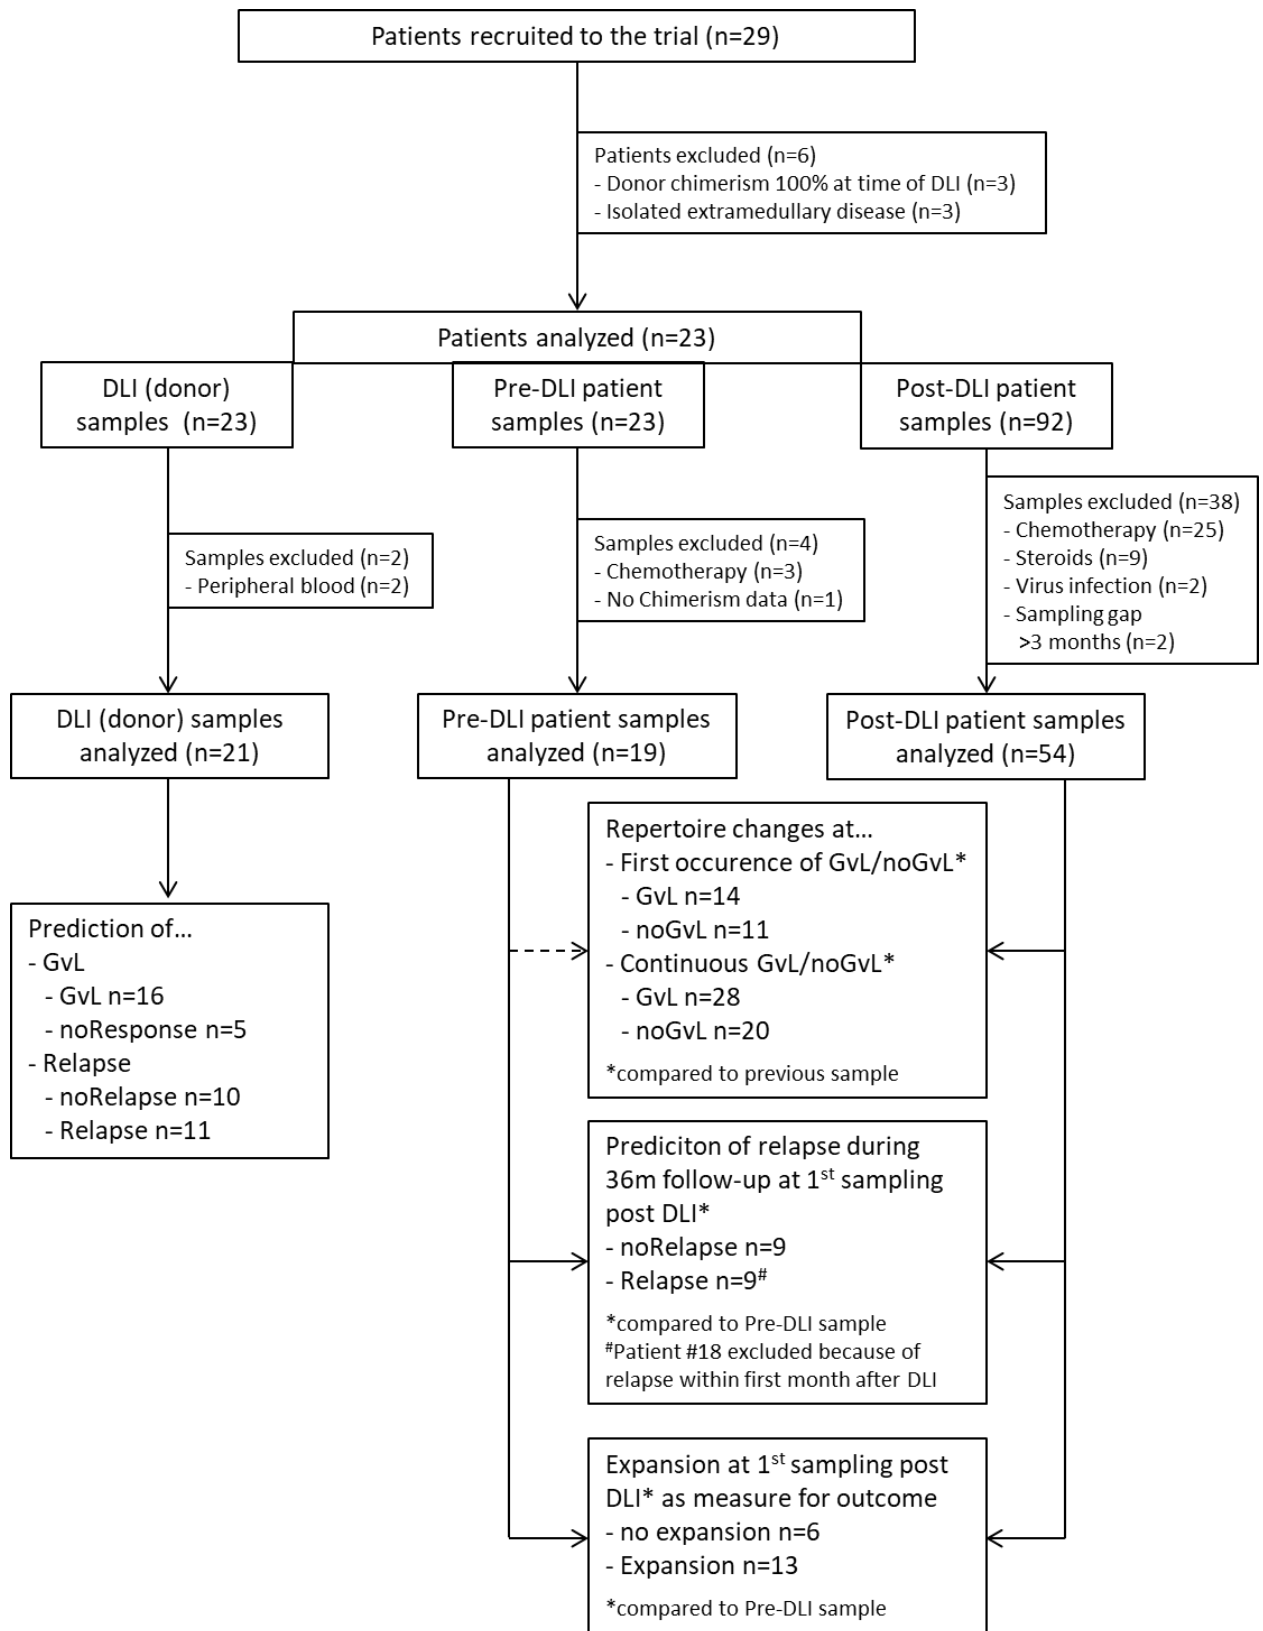 Patients recruited to the trial (n=29)
Patients excluded (n=6)
- Donor chimerism 100% at time of DLI (n=3)
- Isolated extramedullary disease (n=3)
Patients analyzed (n=23)
DLI (donor)
samples (n=23)
Pre-DLI patient
samples (n=23)
Post-DLI patient
samples (n=92)
Samples excluded (n=2)
- Peripheral blood (n=2)
Samples excluded (n=4)
- Chemotherapy (n=3)
- No Chimerism data (n=1)
Samples excluded (n=38)
- Chemotherapy (n=25)
- Steroids (n=9)
- Virus infection (n=2)
- Sampling gap
>3 months (n=2)
DLI (donor) samples
analyzed (n=21)
Pre-DLI patient samples
analyzed (n=19)
Post-DLI patient samples
analyzed (n=54)
Prediction of...
- GvL
- GvL n=16
- noResponse n=5
- Relapse
- noRelapse n=10
- Relapse n=11
Repertoire changes at...
- First occurence of GvL/noGvL*
- GvL n=14
- noGvL n=11
- Continuous GvL/noGvL*
- GvL n=28
- noGvL n=20
*compared to previous sample
Prediciton of relapse during
36m follow-up at 1st sampling
post DLI*
- noRelapse n=9
- Relapse n=9#
*compared to Pre-DLI sample
#Patient #18 excluded because of
relapse within first month after DLI
Expansion at 1st sampling post
DLI* as measure for outcome
- no expansion n=6
- Expansion n=13
*compared to Pre-DLI sample